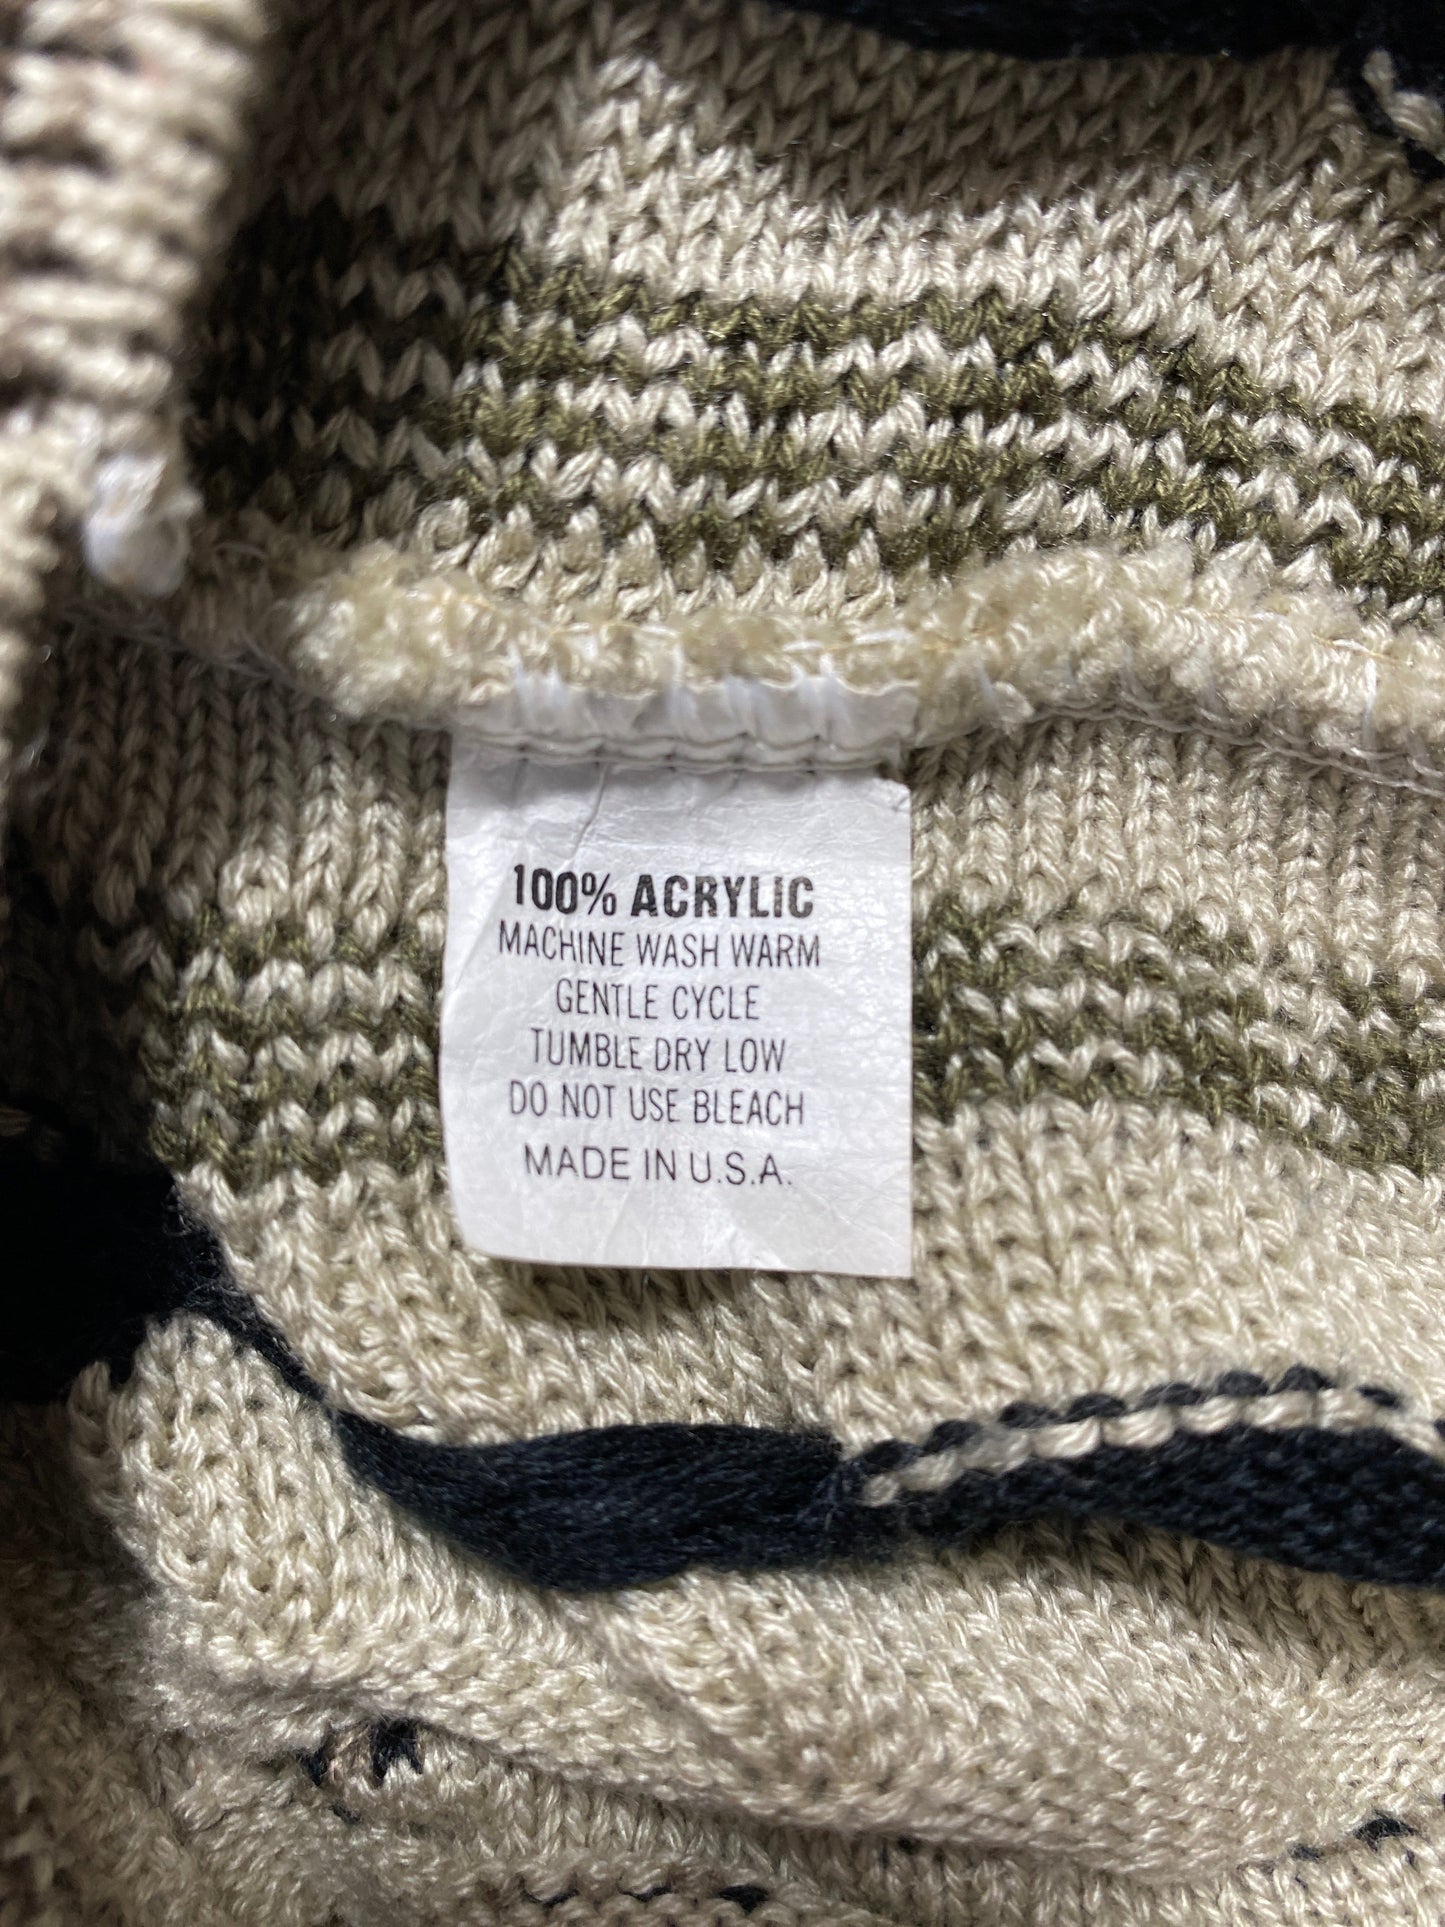 100% ACRYLIC
MACHINE WASH WARM
GENTLE CYCLE
TUMBLE DRY LOW
DO NOT USE BLEACH
MADE IN U.S.A.